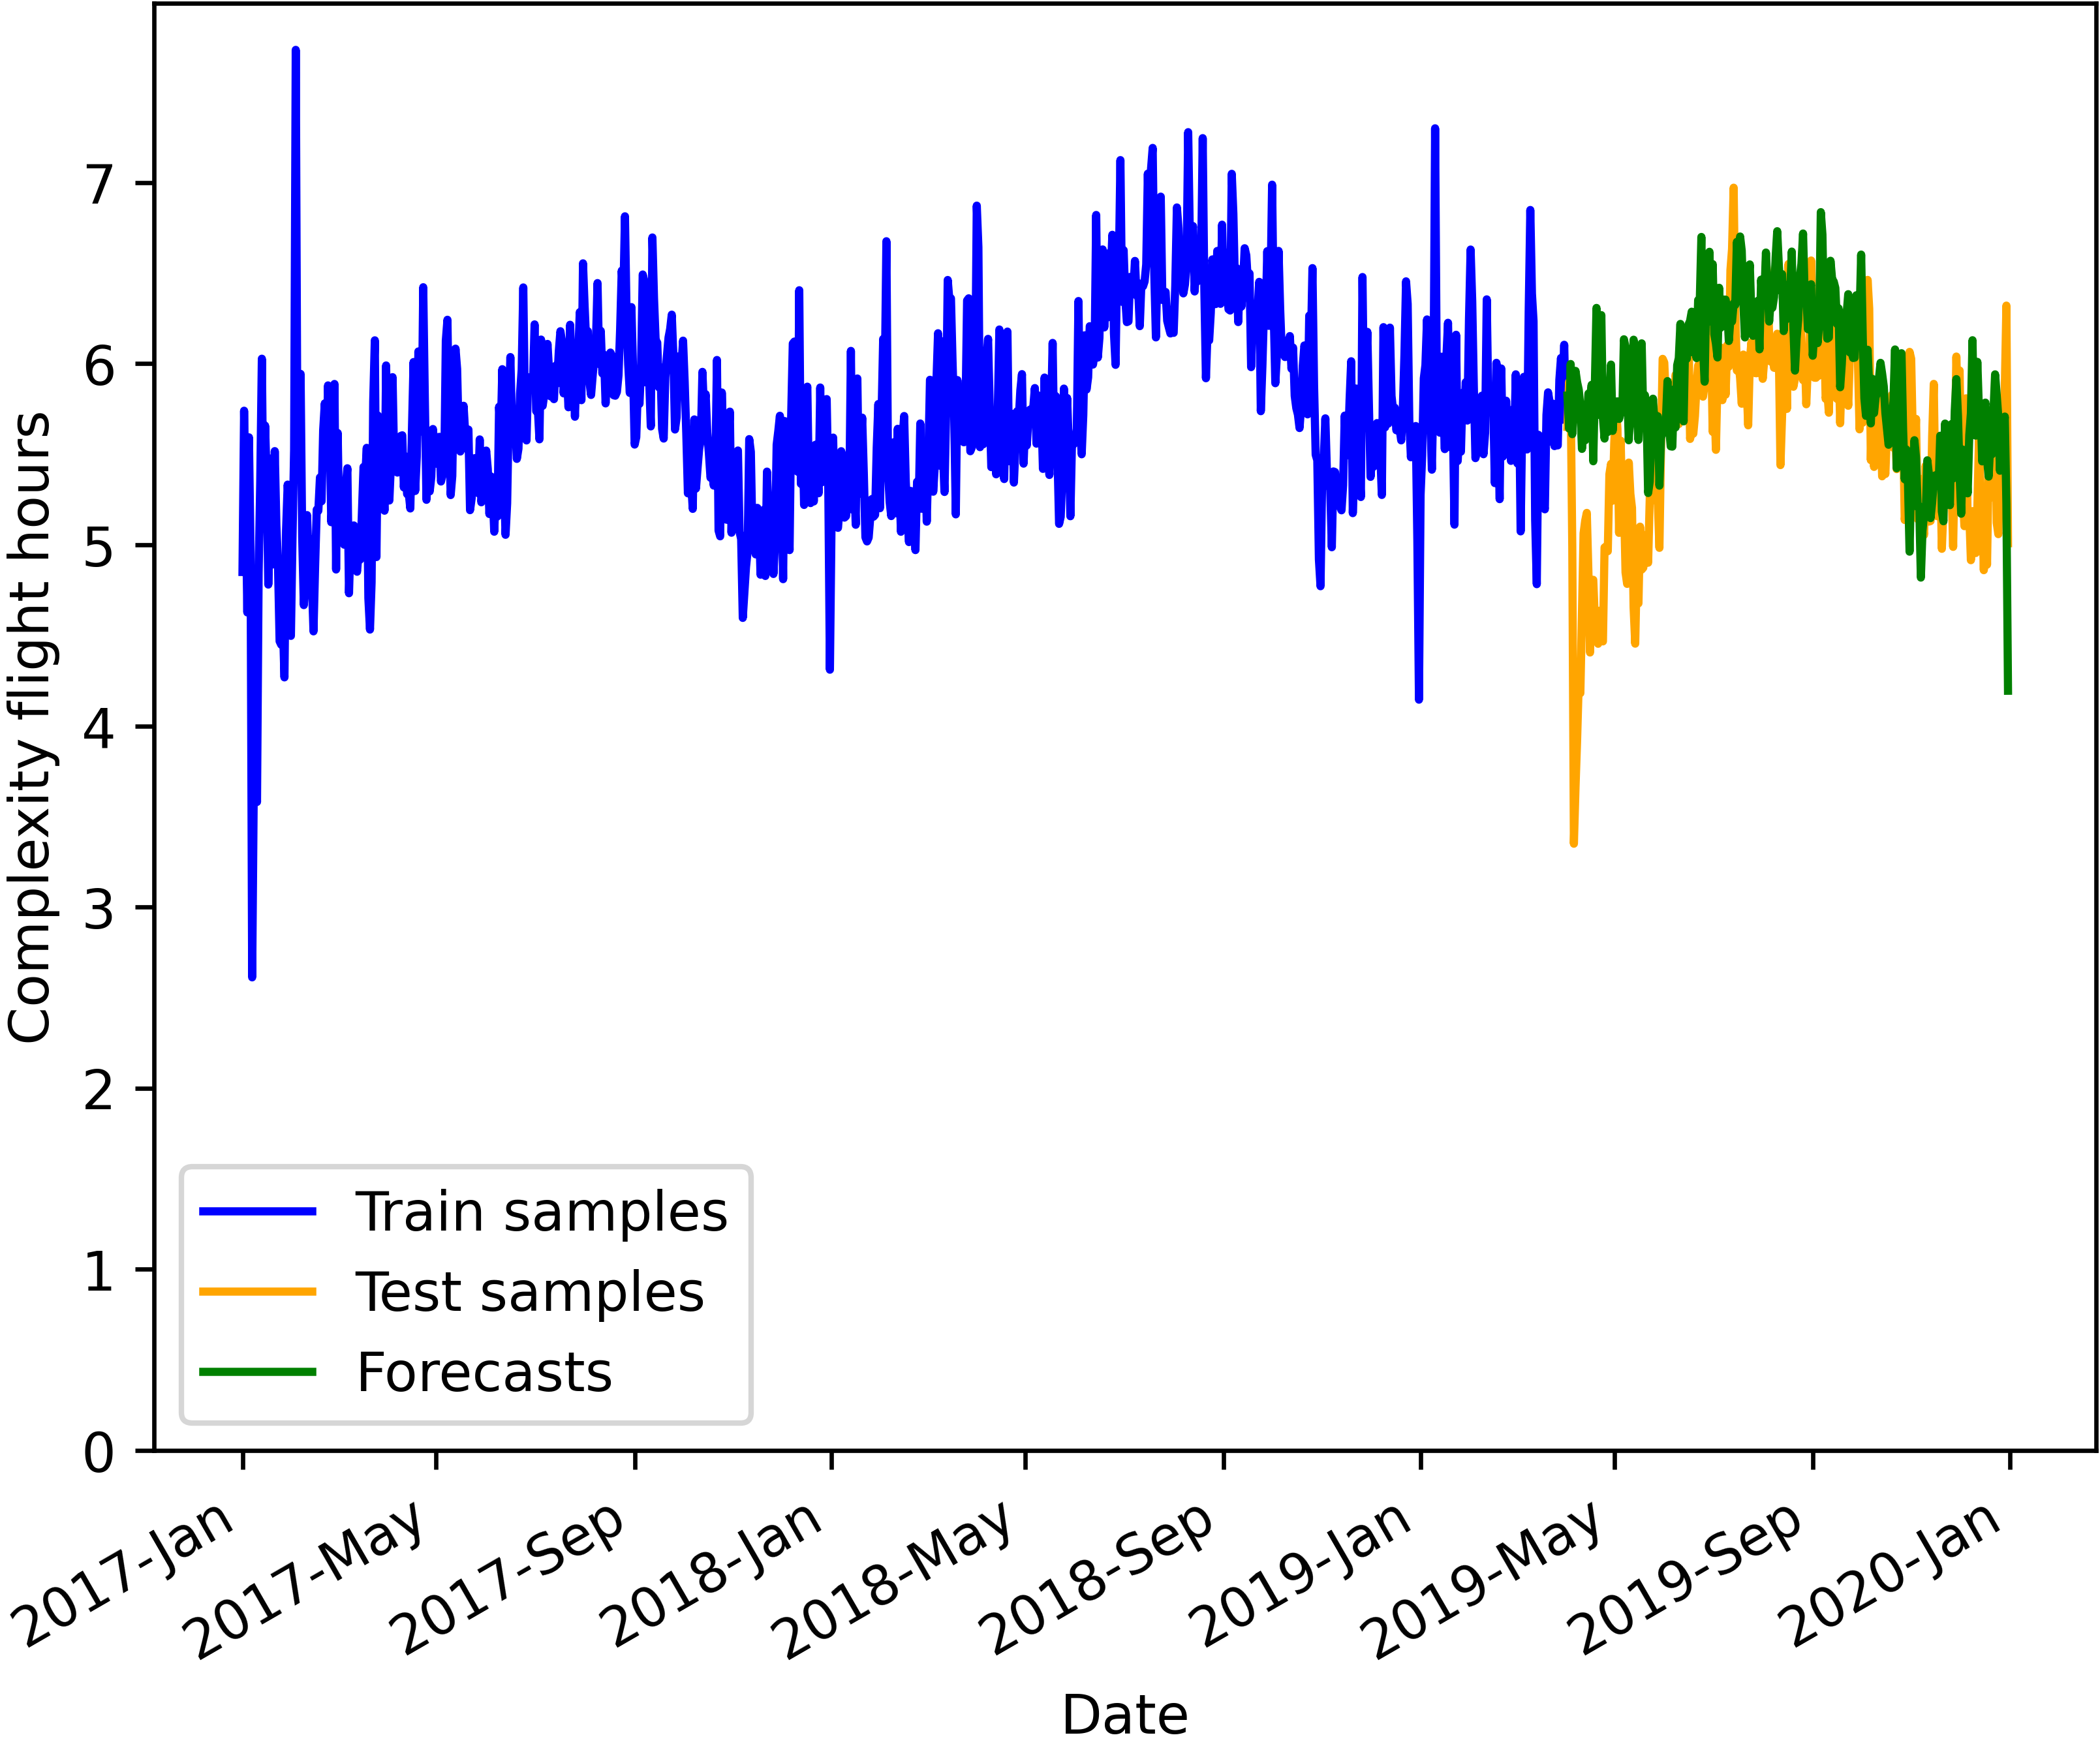 Complexity flight hours
7
6
5
4
3
2
1
0
Train samples
Test samples
Forecasts
2017-Jan
2017-May
2017-Sep
2018-Jan
2018-May
2018-Sep
2019-Jan
2019-May
2019-Sep
2020-Jan
Date